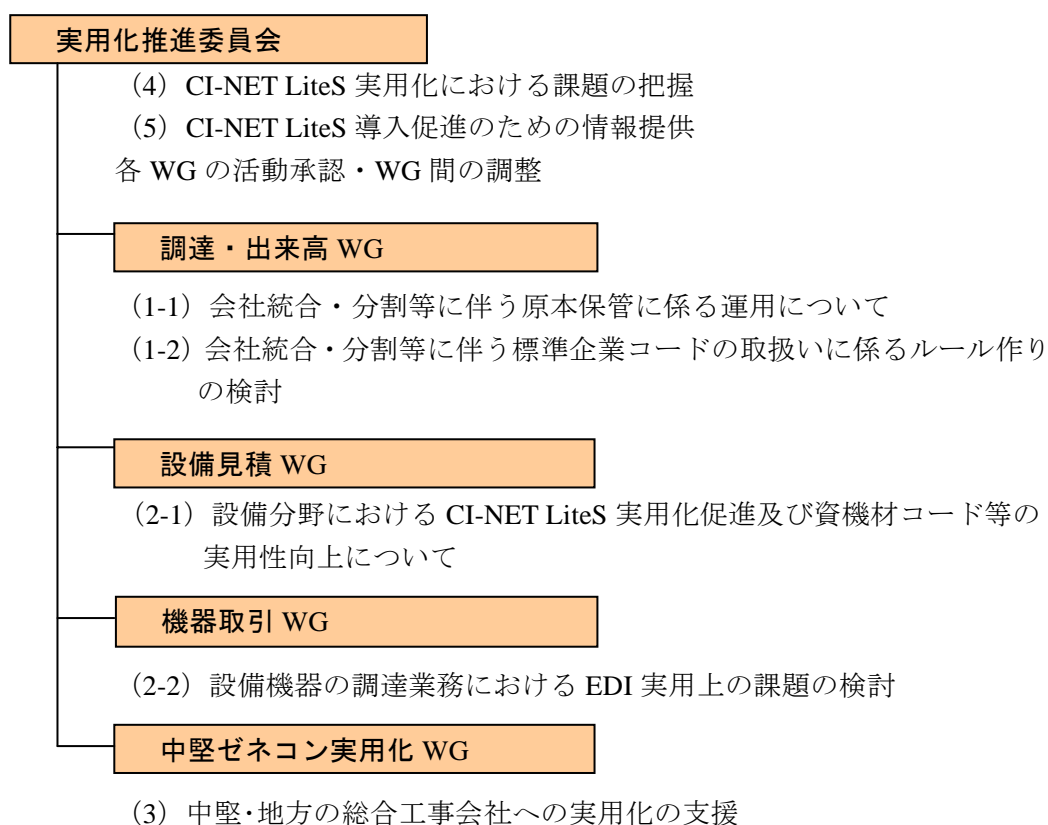 実用化推進委員会
（4）CI-NET LiteS 実用化における課題の把握
（5）CI-NET LiteS 導入促進のための情報提供
各 WG の活動承認・WG 間の調整
調達・出来高 WG
（1-1）会社統合・分割等に伴う原本保管に係る運用について
（1-2）会社統合・分割等に伴う標準企業コードの取扱いに係るルール作り
の検討
設備見積 WG
（2-1）設備分野における CI-NET LiteS 実用化促進及び資機材コード等の
実用性向上について
機器取引 WG
（2-2）設備機器の調達業務における EDI 実用上の課題の検討
中堅ゼネコン実用化 WG
（3）中堅・地方の総合工事会社への実用化の支援